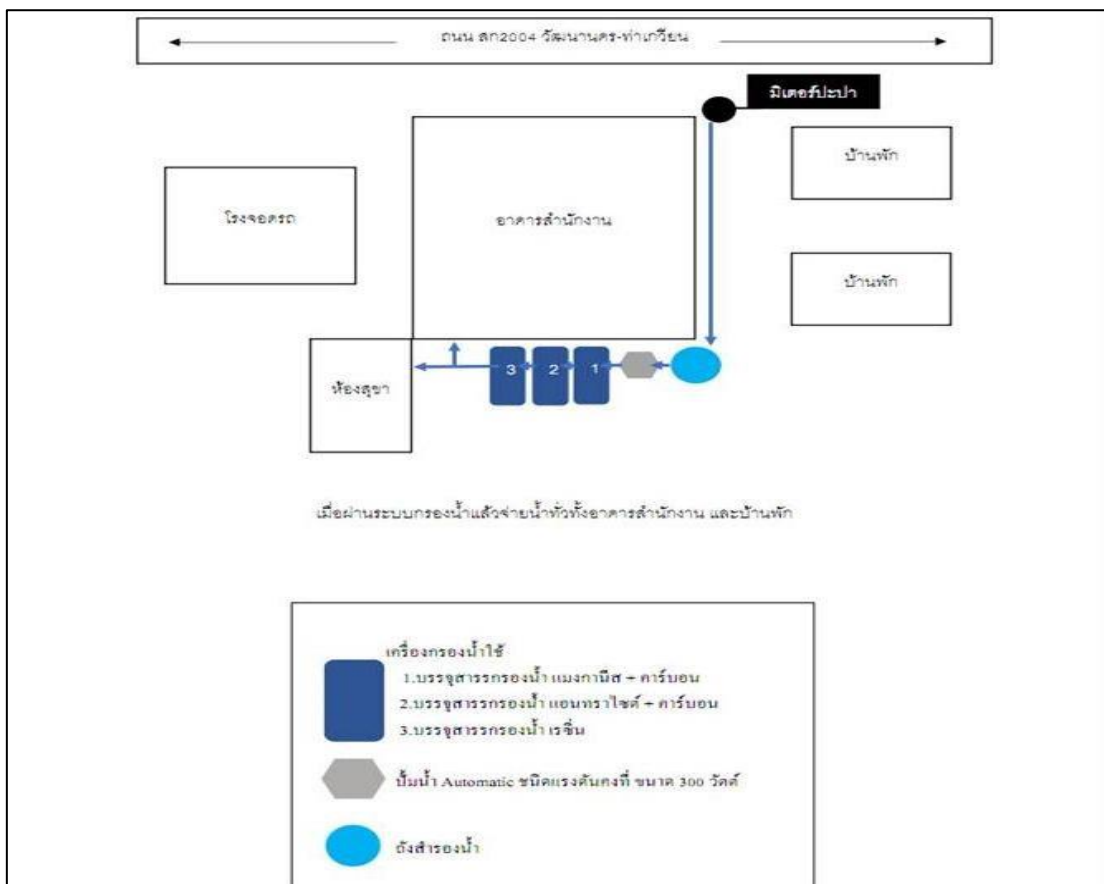 ถนน สก2004 วัฒนานคร-ท่าเกวียน
มิเตอร์ปะปา
บ้านพัก
โรงจอดรถ
อาคารสำนักงาน
บ้านพัก
3 2 1
ห้องสุขา
เมื่อผ่านระบบกรองน้ำแล้วจ่ายน้ำทั่วทั้งอาคารสำนักงาน และบ้านพัก
เครื่องกรองน้ำใช้
1.บรรจุสารรกรองน้ำ แมงกานีส + คาร์บอน
2.บรรจุสารรกรองน้ำ แอนทราไซต์ + คาร์บอน
3.บรรจุสารรกรองน้ำ เรซิ่น
ปั้มน้ำ Automatic ชนิดแรงดันคงที่ ขนาด 300 วัตต์
ถังสำรองน้ำ